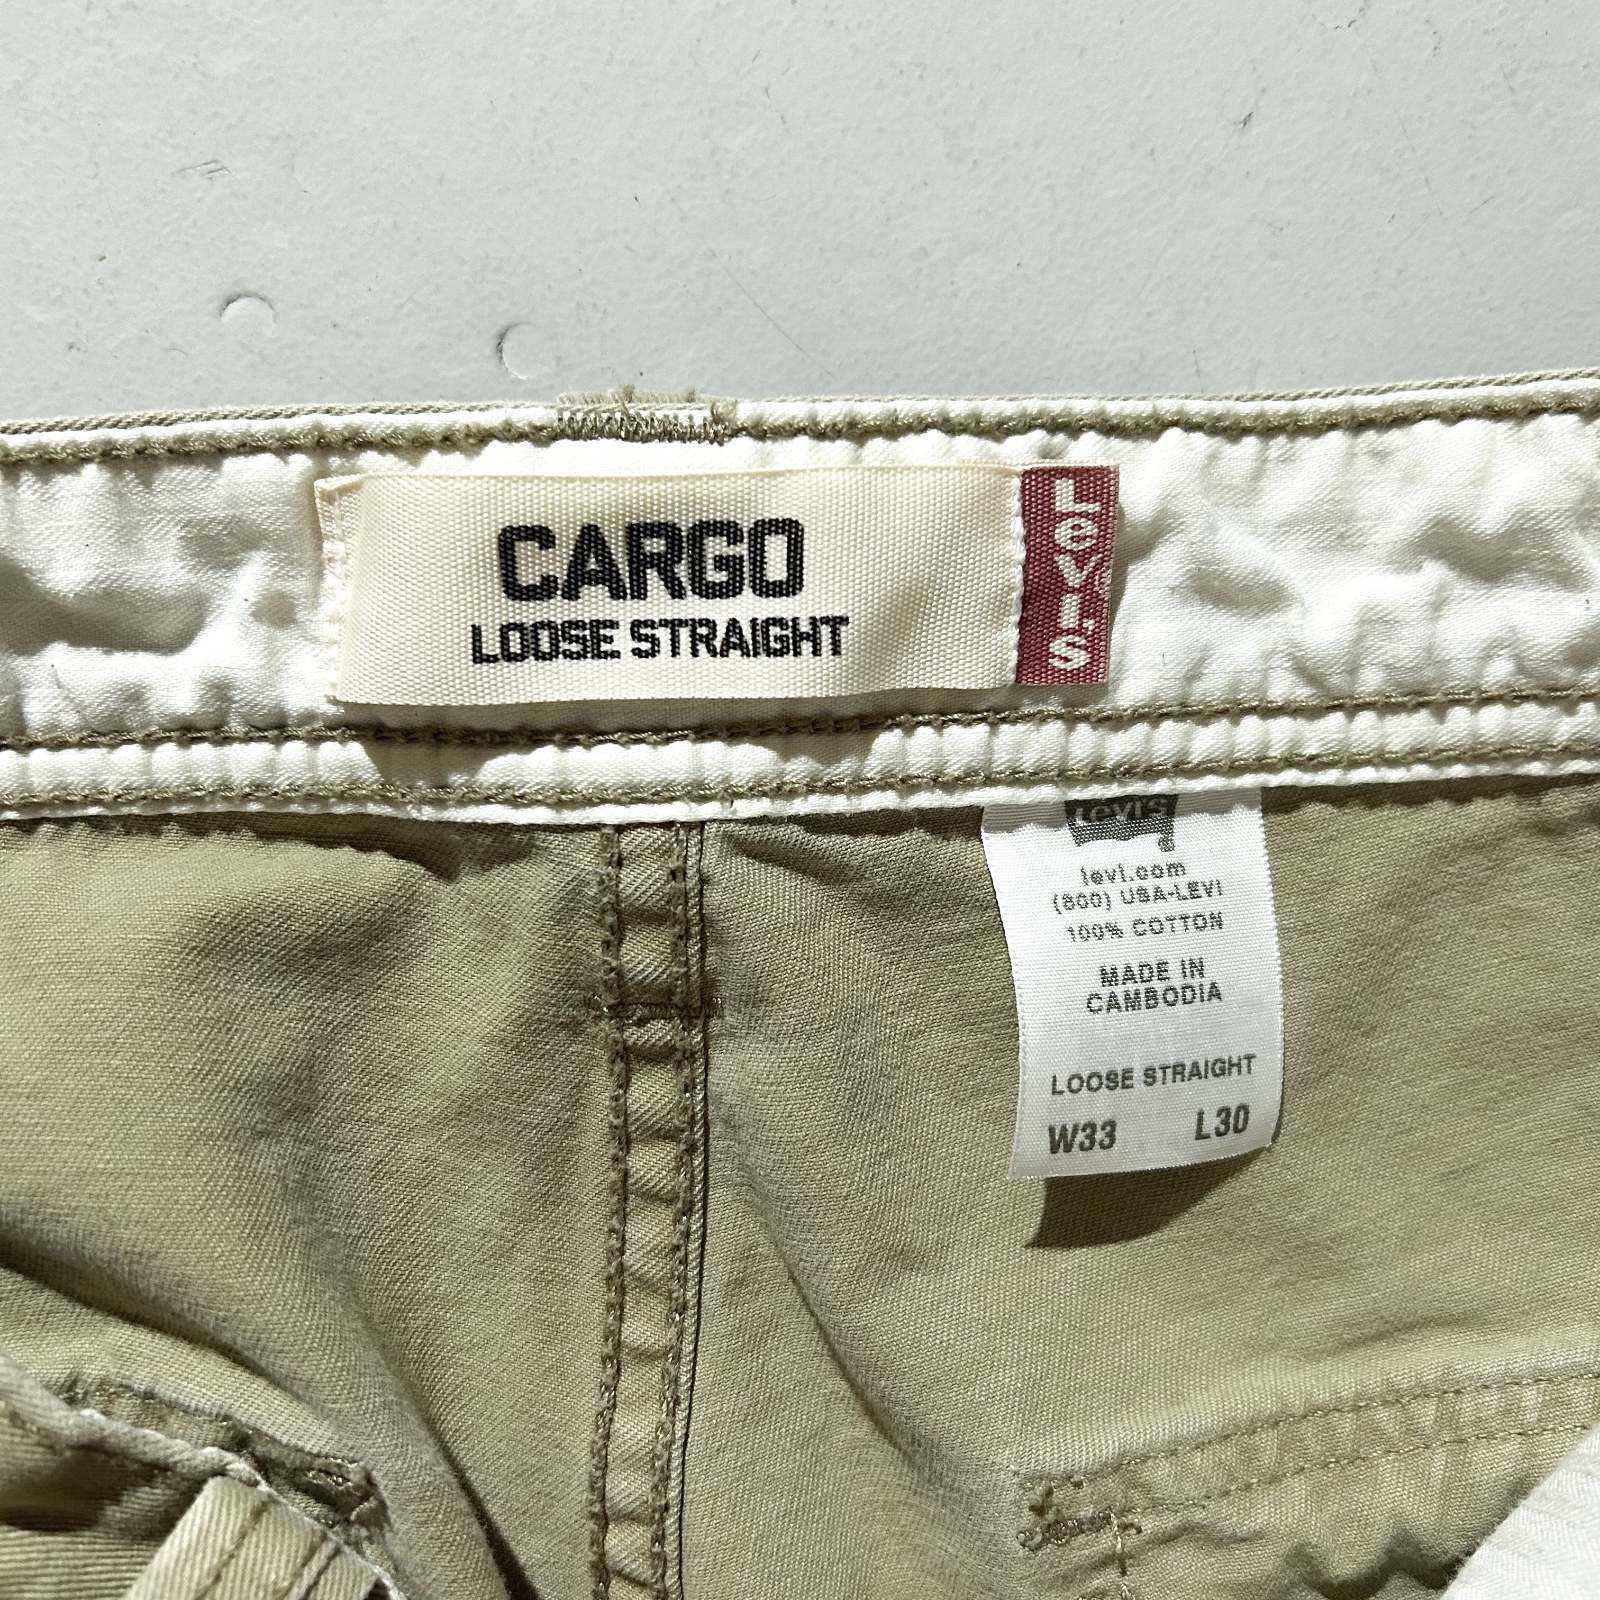 CARGO
LOOSE STRAIGHT
Levi's
Levi's
levi.com
(800) USA-LEVI
100% COTTON
MADE IN
CAMBODIA
LOOSE STRAIGHT
W33 L30